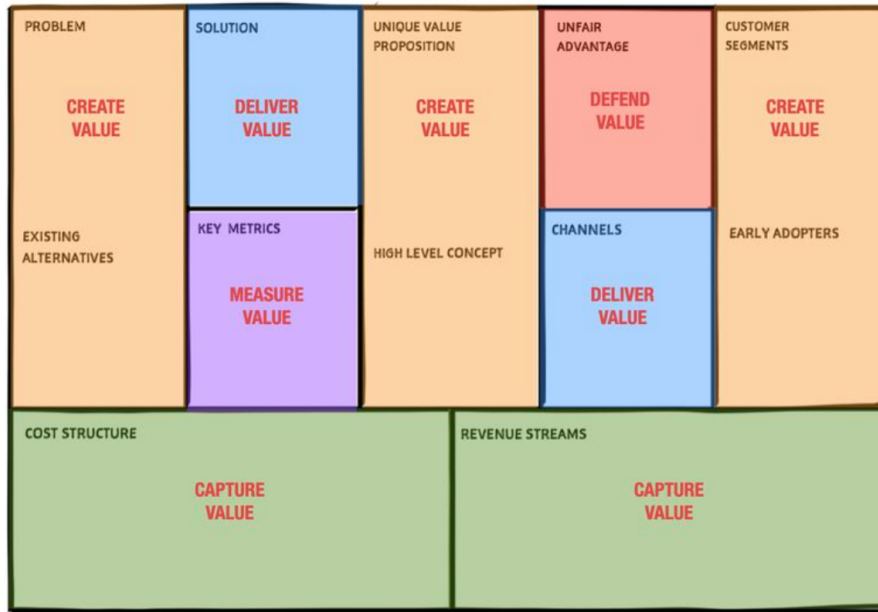 PROBLEM
CREATE
VALUE
EXISTING
ALTERNATIVES
SOLUTION
DELIVER
VALUE
KEY METRICS
MEASURE
VALUE
UNIQUE VALUE
PROPOSITION
CREATE
VALUE
HIGH LEVEL CONCEPT
UNFAIR
ADVANTAGE
DEFEND
VALUE
CHANNELS
DELIVER
VALUE
CUSTOMER
SEGMENTS
CREATE
VALUE
EARLY ADOPTERS
COST STRUCTURE
CAPTURE
VALUE
REVENUE STREAMS
CAPTURE
VALUE